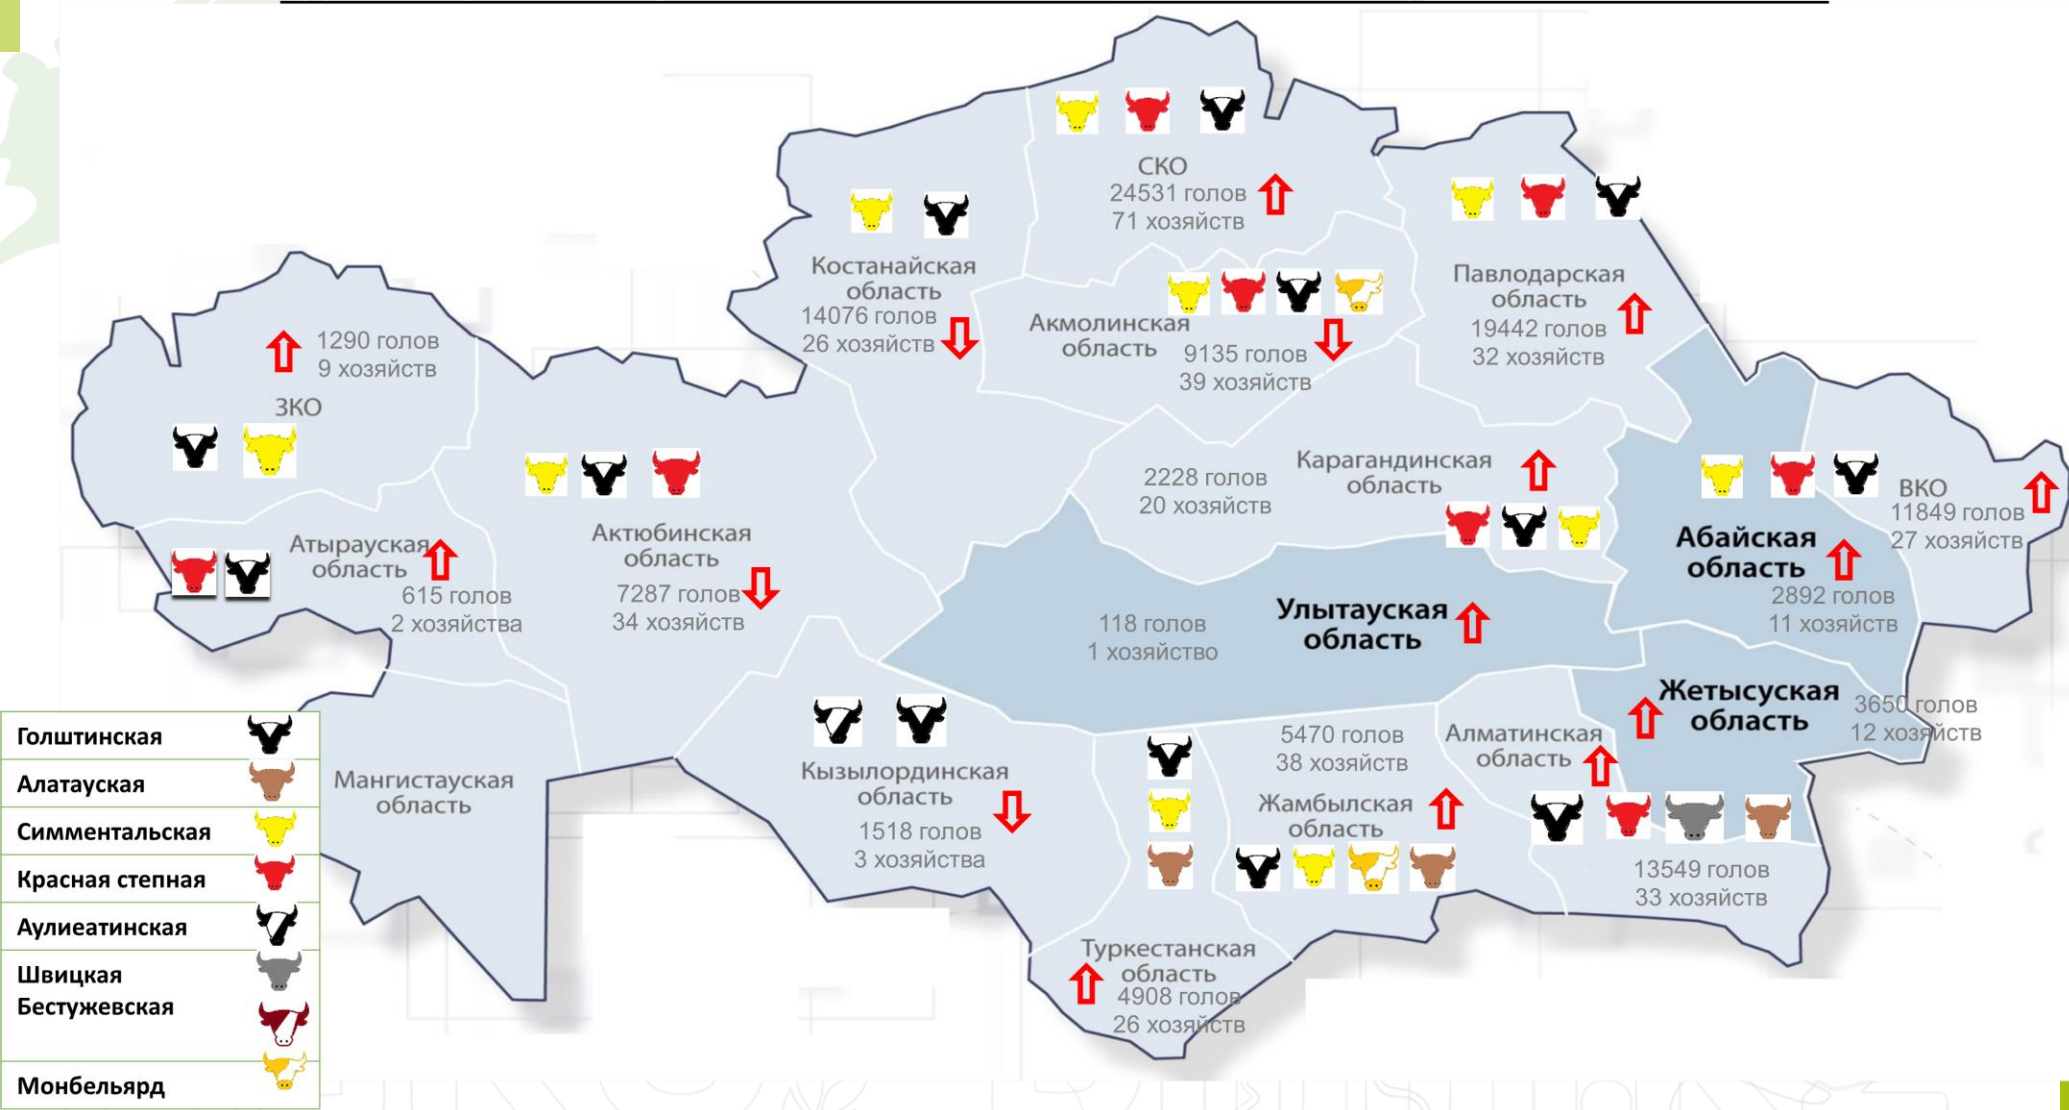 СКО
24531 голов
71 хозяйств
Костанайская
область
14076 голов
26 хозяйств
Акмолинская
область
9135 голов
39 хозяйств
Павлодарская
область
19442 голов
32 хозяйств
1290 голов
9 хозяйств
ЗКО
Атырауская
область
615 голов
2 хозяйства
Актюбинская
область
7287 голов
34 хозяйств
2228 голов
20 хозяйств
Карагандинская
область
ВКО
11849 голов
27 хозяйств
Абайская
область
2892 голов
11 хозяйств
118 голов
1 хозяйство
Улытауская
область
Жетысуская
область
3650 голов
12 хозяйств
Мангистауская
область
Кызылординская
область
1518 голов
3 хозяйства
5470 голов
38 хозяйств
Жамбылская
область
Алматинская
область
13549 голов
33 хозяйств
Туркестанская
область
4908 голов
26 хозяйств
Голштинская
Алатауская
Симментальская
Красная степная
Аулиеатинская
Швицкая
Бестужевская
Монбельярд